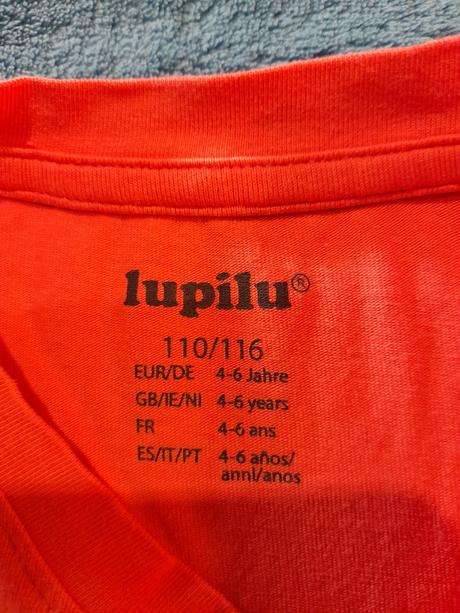 lupilu®
110/116
EUR/DE 4-6 Jahre
GB/IE/NI 4-6 years
FR 4-6 ans
ES/IT/PT 4-6 años/
anni/anos